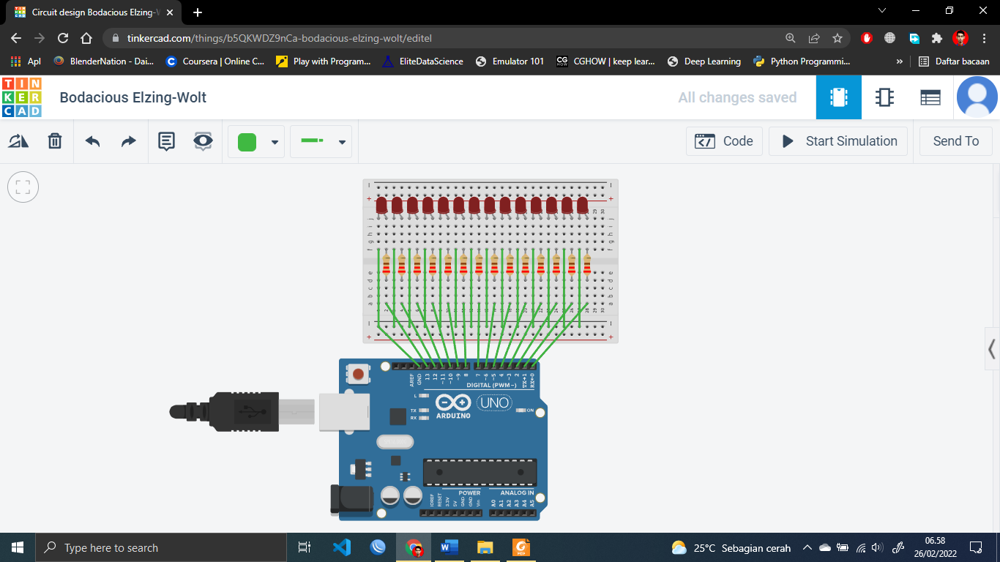 Circuit design Bodacious Elzing-W
tinkercad.com/things/b5QKWDZ9nCa-bodacious-elzing-wolt/editel
Apl
BlenderNation - Dai...
Coursera | Online C...
Play with Program...
EliteDataScience
Emulator 101
CGHOW | keep lear...
Deep Learning
Python Programmi...
»
Daftar bacaan
TIN
KER
CAD
Bodacious Elzing-Wolt
All changes saved
Code
Start Simulation
Send To
29 30
j
i
h
g
f
e
d
c
b
a
28 29 30
AREF GND 13 12 ~11 ~10 ~9 8 7 ~6 ~5 4 ~3 2 TX→1 RX←0
DIGITAL (PWM~)
L
TX
RX
UNO
ARDUINO
ON
POWER
ANALOG IN
IOREF RESET 3.3V 5V GND GND Vin A0 A1 A2 A3 A4 A5
Type here to search
25°C Sebagian cerah
06.58
26/02/2022